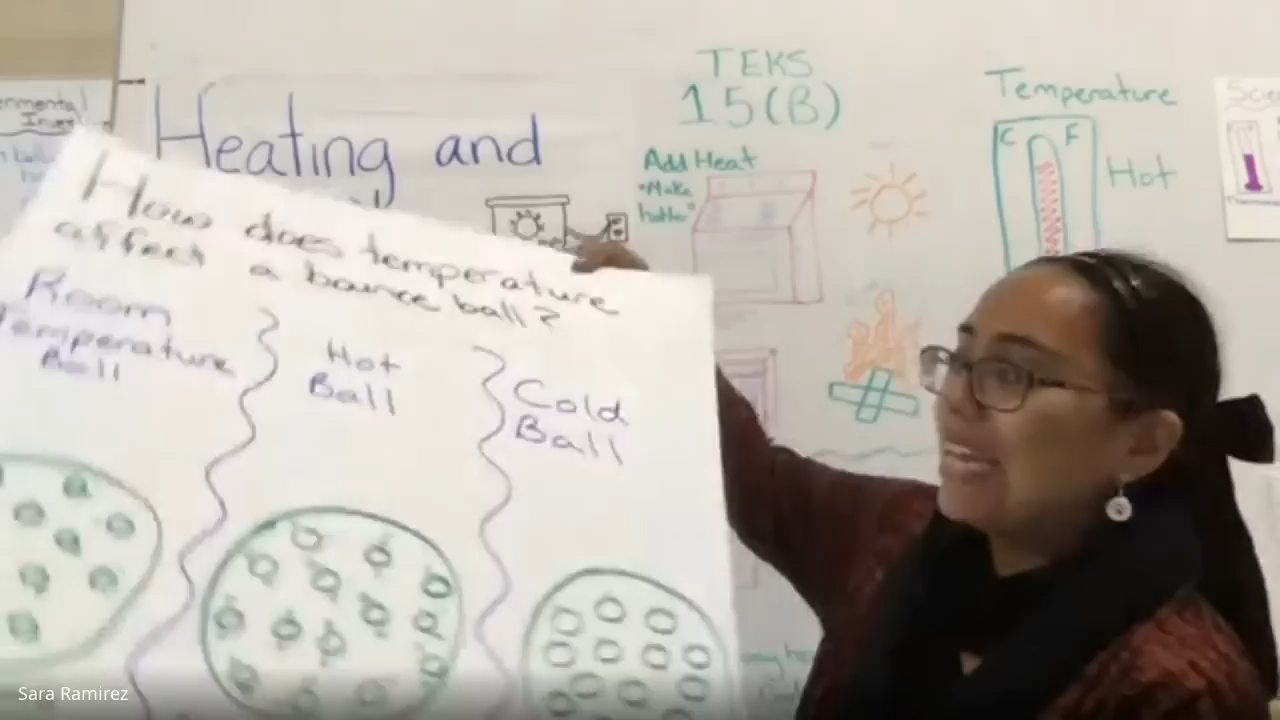 Heating and
TEKS
15(B)
Add Heat
"Make
hotter"
Temperature
C F
Hot
How does temperature
affect a bounce ball?
Room
Temperature
Ball
Hot
Ball
Cold
Ball
Sara Ramirez